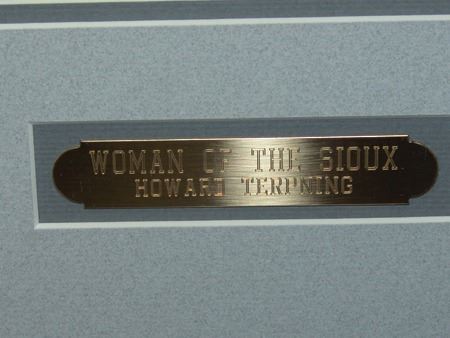 WOMAN OF THE SIOUX
HOWARD TERPNING